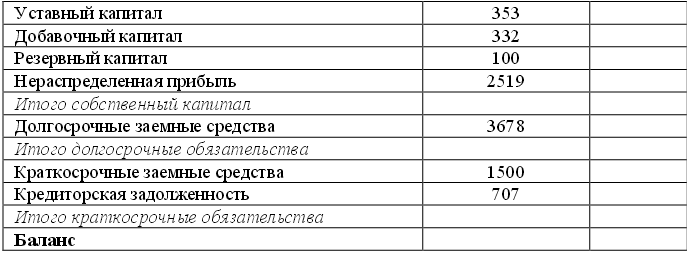 Уставный капитал 353
Добавочный капитал 332
Резервный капитал 100
Нераспределенная прибыль 2519
Итого собственный капитал
Долгосрочные заемные средства 3678
Итого долгосрочные обязательства
Краткосрочные заемные средства 1500
Кредиторская задолженность 707
Итого краткосрочные обязательства
Баланс